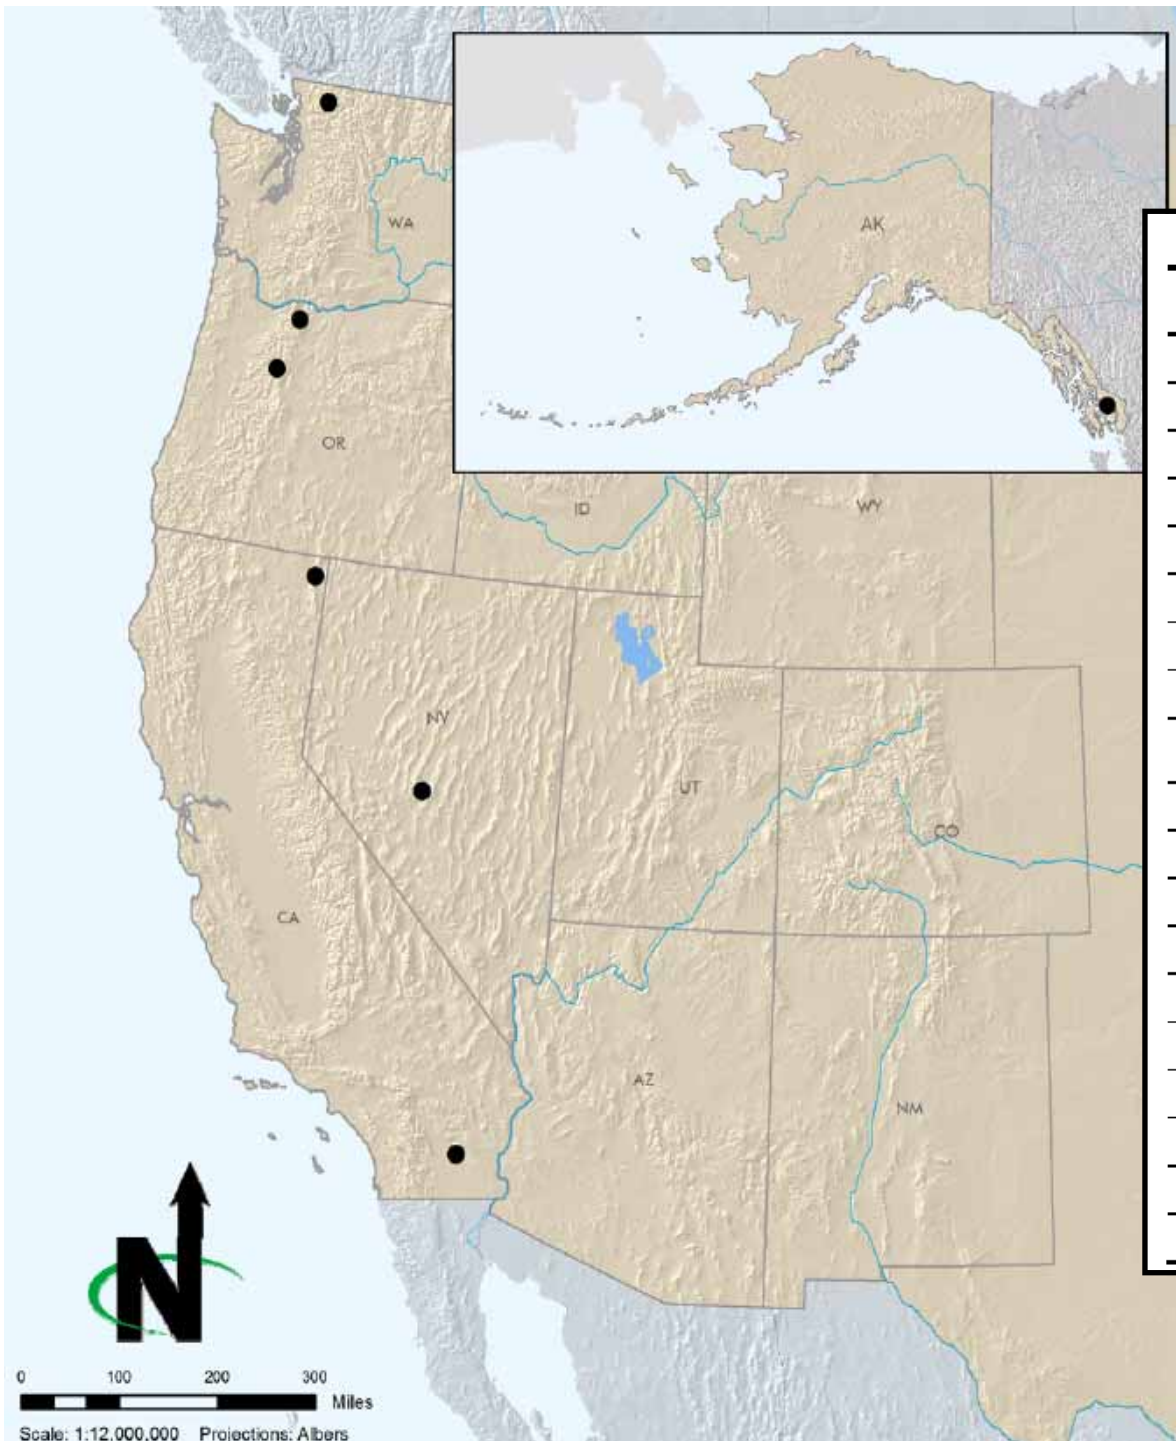 WA
AK
OR
ID
WY
NV
UT
CO
CA
AZ
NM
N
0 100 200 300
Miles
Scale: 1:12,000,000 Projections: Albers